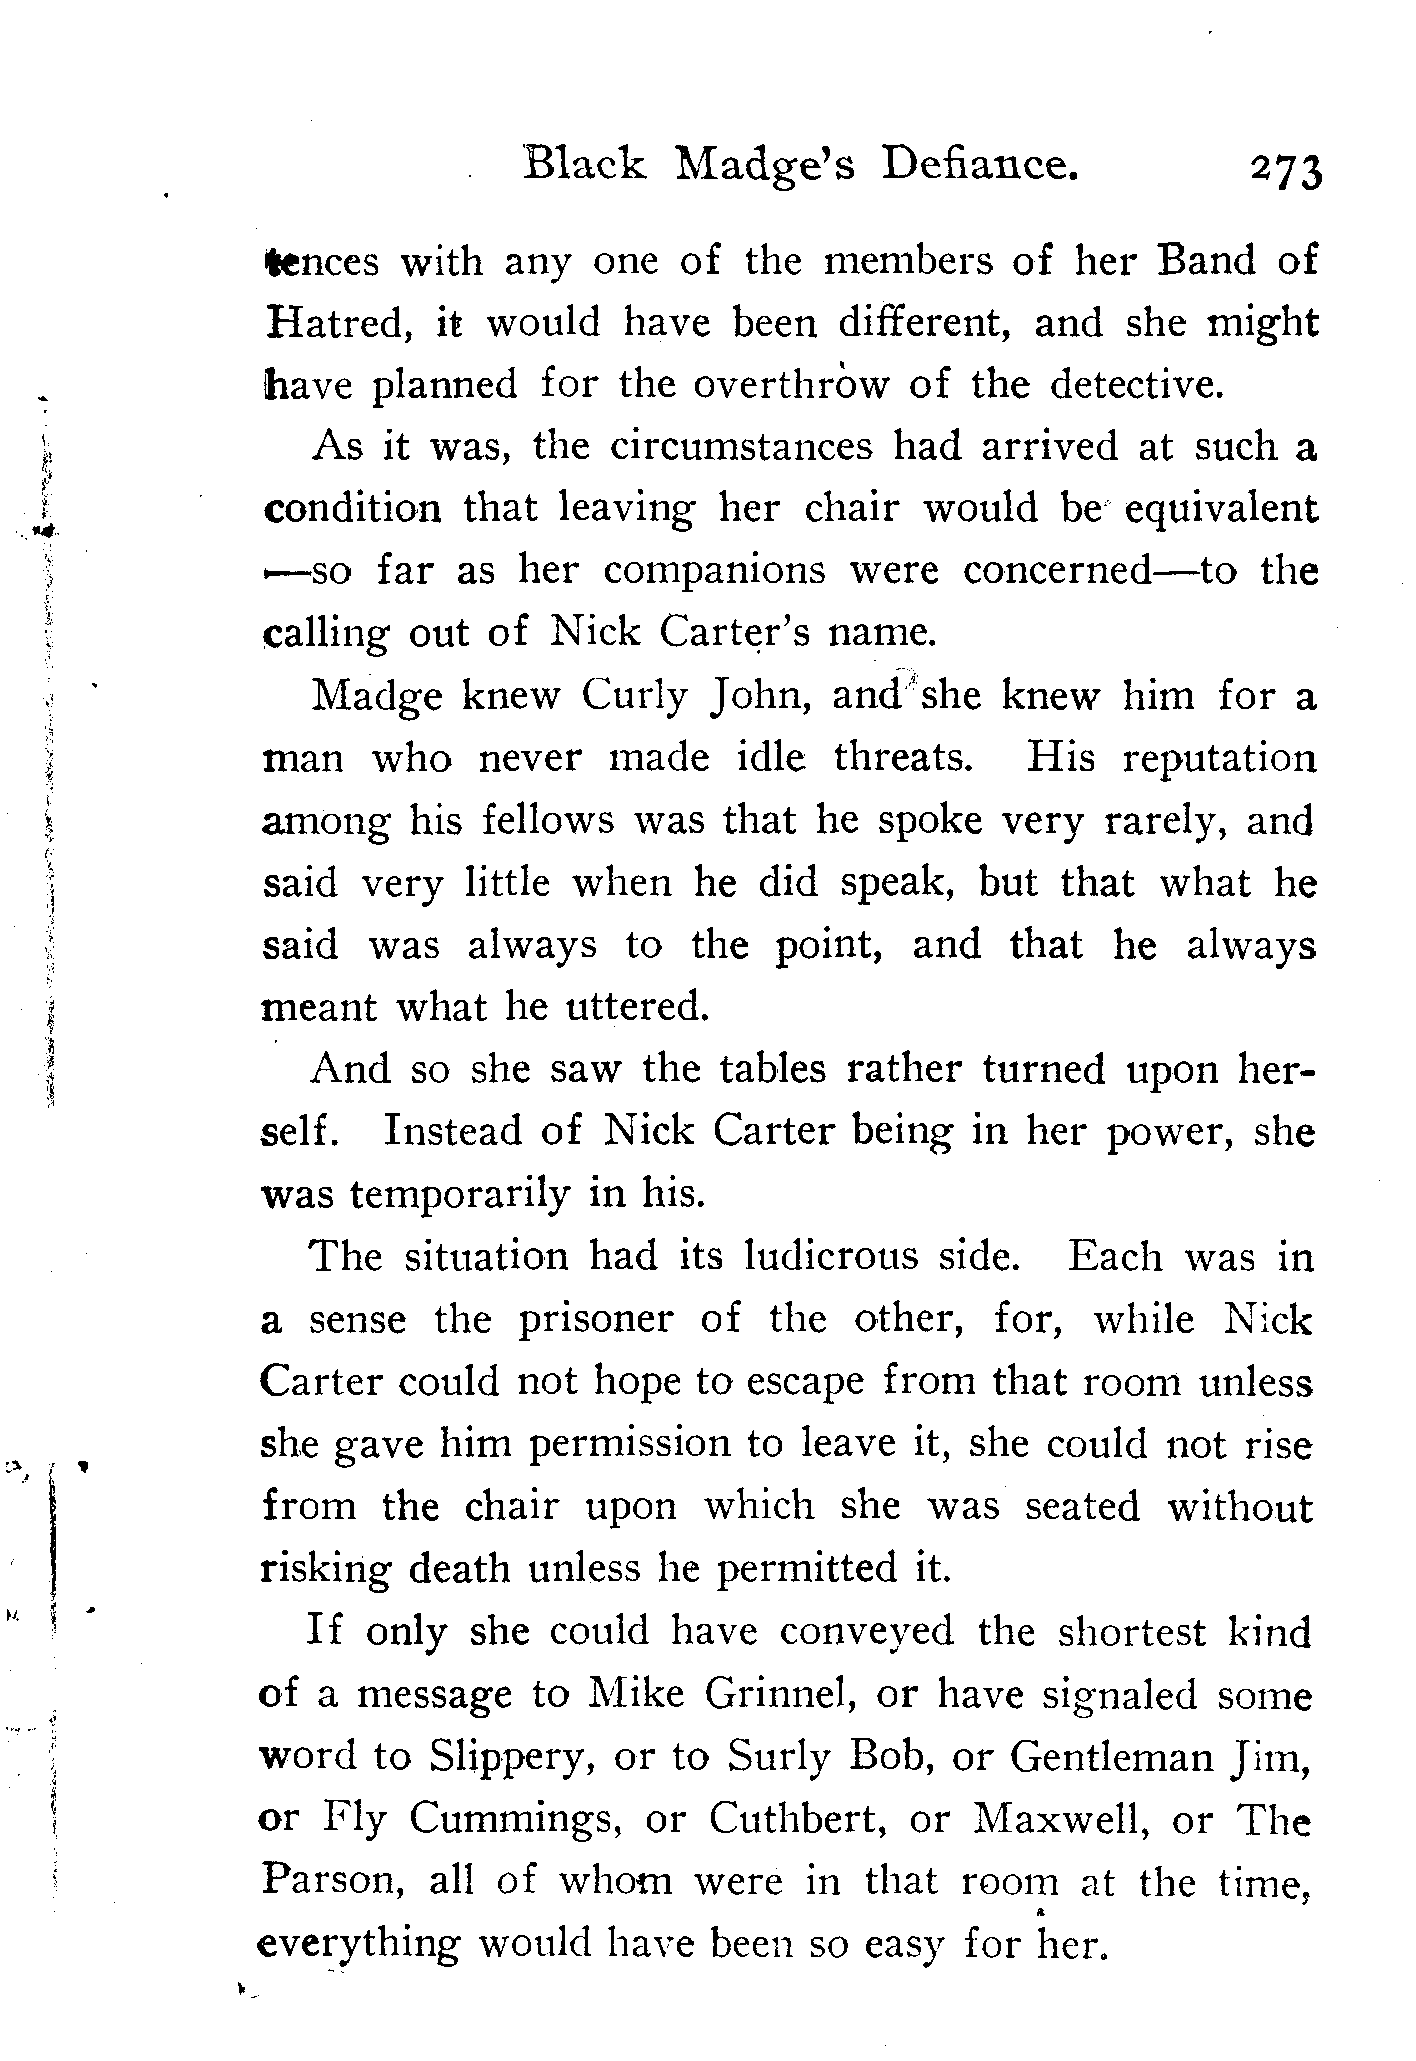 Black Madge's Defiance. 273
tences with any one of the members of her Band of
Hatred, it would have been different, and she might
have planned for the overthrow of the detective.
As it was, the circumstances had arrived at such a
condition that leaving her chair would be equivalent
—so far as her companions were concerned—to the
calling out of Nick Carter's name.
Madge knew Curly John, and she knew him for a
man who never made idle threats. His reputation
among his fellows was that he spoke very rarely, and
said very little when he did speak, but that what he
said was always to the point, and that he always
meant what he uttered.
And so she saw the tables rather turned upon her-
self. Instead of Nick Carter being in her power, she
was temporarily in his.
The situation had its ludicrous side. Each was in
a sense the prisoner of the other, for, while Nick
Carter could not hope to escape from that room unless
she gave him permission to leave it, she could not rise
from the chair upon which she was seated without
risking death unless he permitted it.
If only she could have conveyed the shortest kind
of a message to Mike Grinnel, or have signaled some
word to Slippery, or to Surly Bob, or Gentleman Jim,
or Fly Cummings, or Cuthbert, or Maxwell, or The
Parson, all of whom were in that room at the time,
everything would have been so easy for her.